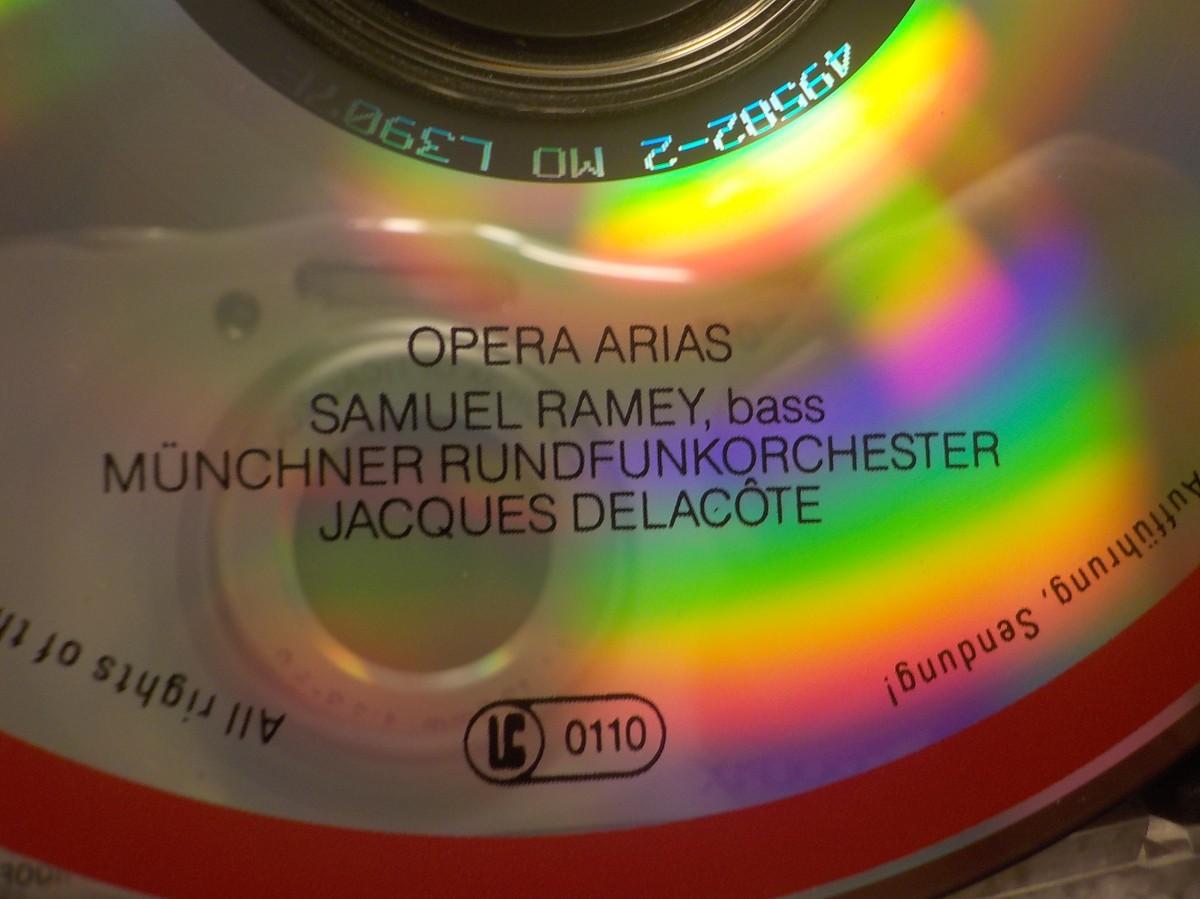 49582-2 MO L390
OPERA ARIAS
SAMUEL RAMEY, bass
MÜNCHNER RUNDFUNKORCHESTER
JACQUES DELACÔTE
Aufführung, Sendung!
All rights of
LC 0110